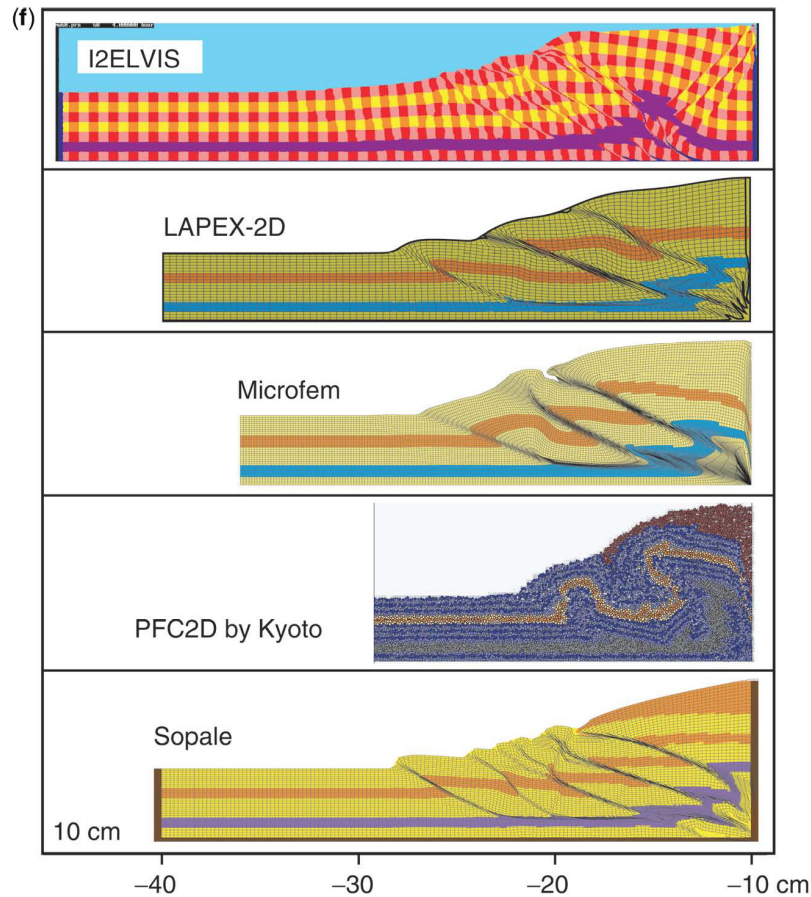 (f)
I2ELVIS
LAPEX-2D
Microfem
PFC2D by Kyoto
Sopale
10 cm
−40 −30 −20 −10 cm